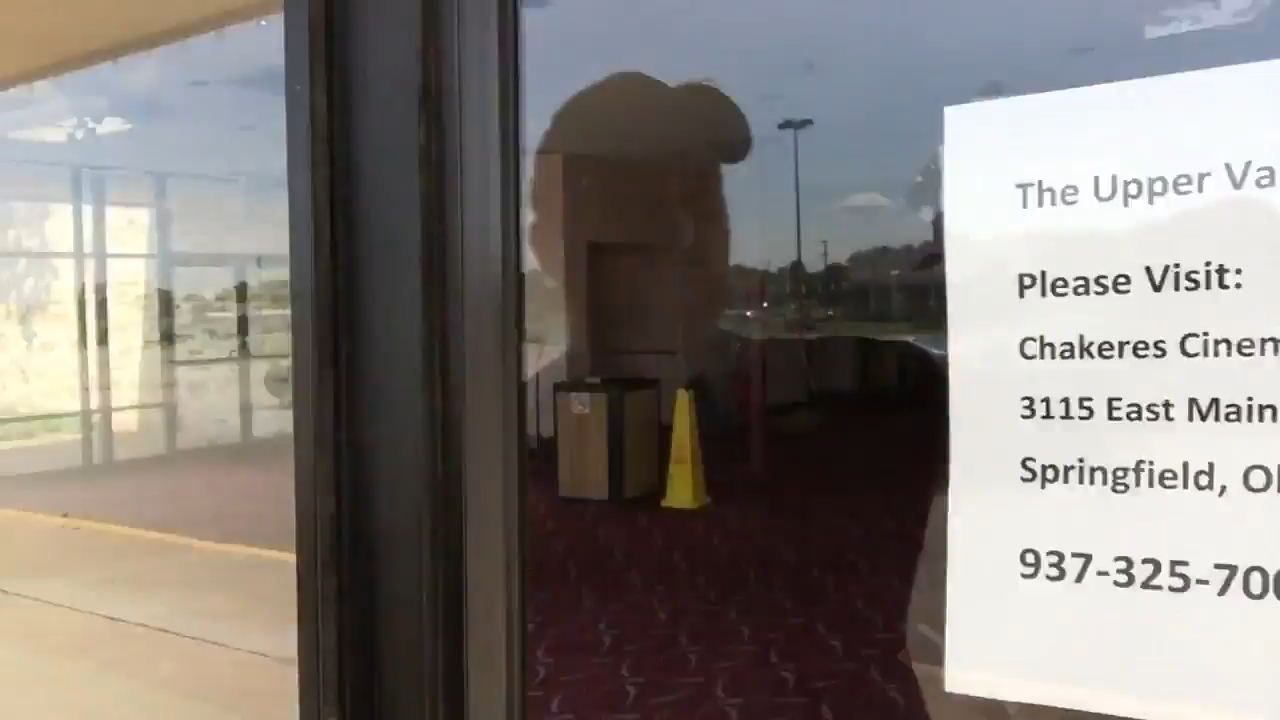 The Upper Va
Please Visit:
Chakeres Cinem
3115 East Main
Springfield, O
937-325-70